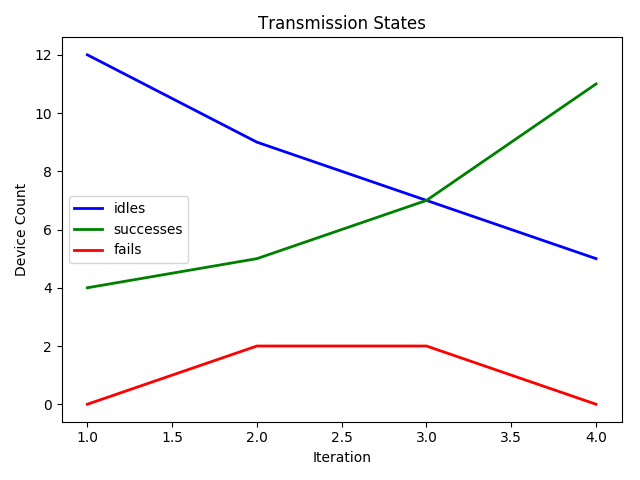 Transmission States
Device Count
12
10
8
6
4
2
0
idles
successes
fails
1.0 1.5 2.0 2.5 3.0 3.5 4.0
Iteration